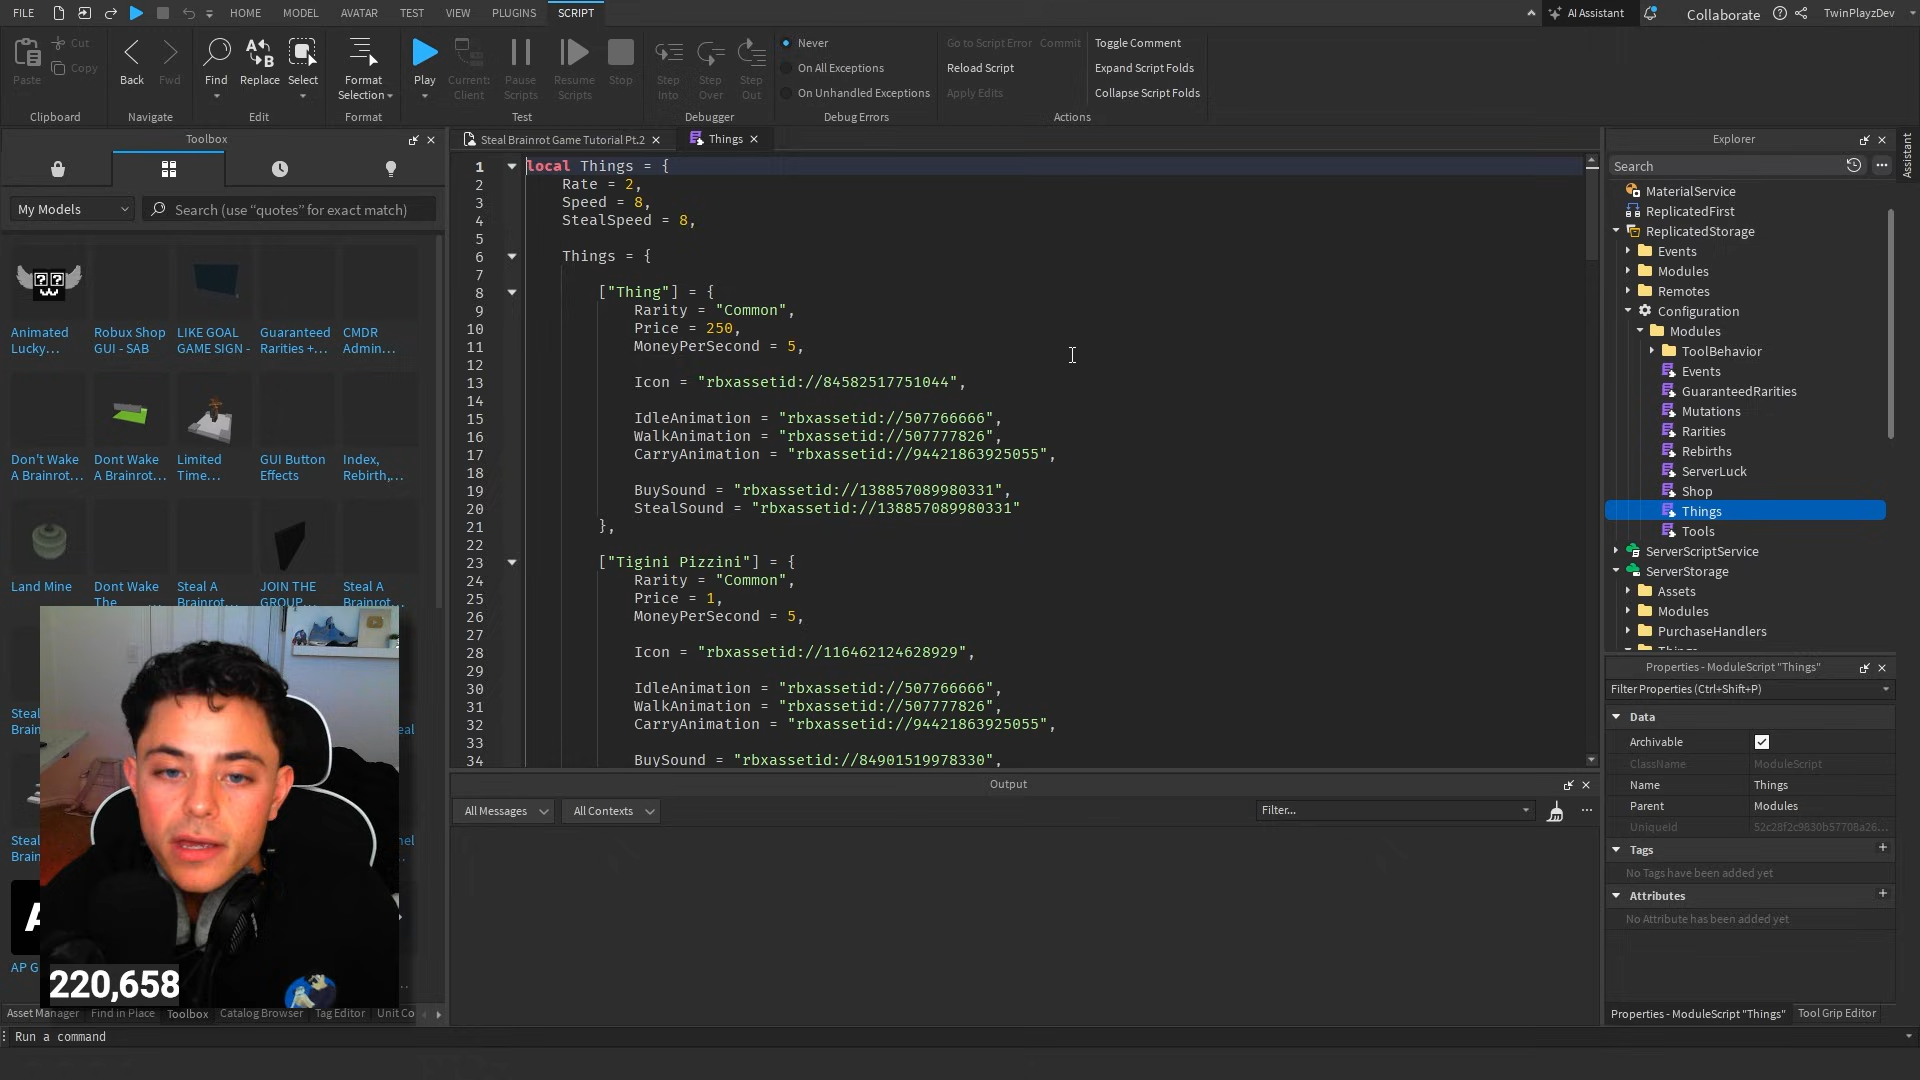 FILE HOME MODEL AVATAR TEST VIEW PLUGINS SCRIPT AI Assistant Collaborate TwinPlayzDev
Paste Cut Copy Clipboard
Back Fwd Navigate
Find Replace Select Edit
Format Selection Format
Play Current: Client Pause Scripts Resume Scripts Stop Test
Step Into Step Over Step Out Debugger
Never
On All Exceptions
On Unhandled Exceptions
Debug Errors
Go to Script Error Commit Toggle Comment
Reload Script Expand Script Folds
Apply Edits Collapse Script Folds
Actions
Toolbox
My Models Search (use “quotes” for exact match)
Animated Lucky...
Robux Shop GUI - SAB
LIKE GOAL GAME SIGN -
Guaranteed Rarities +...
CMDR Admin...
Don't Wake A Brainrot...
Dont Wake A Brainrot...
Limited Time...
GUI Button Effects
Index, Rebirth,...
Land Mine
Dont Wake The
Steal A Brainrot...
JOIN THE GROUP
Steal A Brainrot...
Steal
Brain
Steal
Brain
AP G
220,658
Asset Manager Find in Place Toolbox Catalog Browser Tag Editor Unit Co
Run a command
Steal Brainrot Game Tutorial Pt.2 Things
1 local Things = {
2 Rate = 2,
3 Speed = 8,
4 StealSpeed = 8,
5
6 Things = {
7
8 ["Thing"] = {
9 Rarity = "Common",
10 Price = 250,
11 MoneyPerSecond = 5,
12
13 Icon = "rbxassetid://84582517751044",
14
15 IdleAnimation = "rbxassetid://507766666",
16 WalkAnimation = "rbxassetid://507777826",
17 CarryAnimation = "rbxassetid://94421863925055",
18
19 BuySound = "rbxassetid://138857089980331",
20 StealSound = "rbxassetid://138857089980331"
21 },
22
23 ["Tigini Pizzini"] = {
24 Rarity = "Common",
25 Price = 1,
26 MoneyPerSecond = 5,
27
28 Icon = "rbxassetid://116462124628929",
29
30 IdleAnimation = "rbxassetid://507766666",
31 WalkAnimation = "rbxassetid://507777826",
32 CarryAnimation = "rbxassetid://94421863925055",
33
34 BuySound = "rbxassetid://84901519978330",
Output
All Messages All Contexts Filter...
Explorer
Assistant
Search
MaterialService
ReplicatedFirst
ReplicatedStorage
Events
Modules
Remotes
Configuration
Modules
ToolBehavior
Events
GuaranteedRarities
Mutations
Rarities
Rebirths
ServerLuck
Shop
Things
Tools
ServerScriptService
ServerStorage
Assets
Modules
PurchaseHandlers
Things
Properties - ModuleScript "Things"
Filter Properties (Ctrl+Shift+P)
Data
Archivable
ClassName ModuleScript
Name Things
Parent Modules
UniqueId 52c28f2c9830b57708a26...
Tags
No Tags have been added yet
Attributes
No Attribute has been added yet
Properties - ModuleScript "Things" Tool Grip Editor